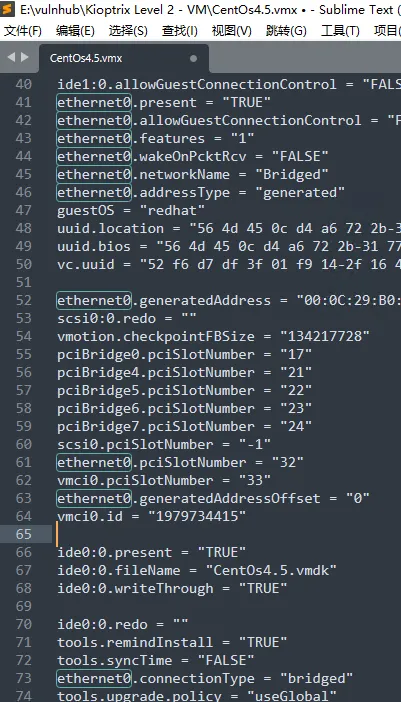 E:\vulnhub\Kioptrix Level 2 - VM\CentOs4.5.vmx • - Sublime Text (
文件(F) 编辑(E) 选择(S) 查找(I) 视图(V) 跳转(G) 工具(T) 项目(
CentOs4.5.vmx
40 ide1:0.allowGuestConnectionControl = "FALS
41 ethernet0.present = "TRUE"
42 ethernet0.allowGuestConnectionControl = "F
43 ethernet0.features = "1"
44 ethernet0.wakeOnPcktRcv = "FALSE"
45 ethernet0.networkName = "Bridged"
46 ethernet0.addressType = "generated"
47 guestOS = "redhat"
48 uuid.location = "56 4d 45 0c d4 a6 72 2b-3
49 uuid.bios = "56 4d 45 0c d4 a6 72 2b-31 77
50 vc.uuid = "52 f6 d7 df 3f 01 f9 14-2f 16 4
51
52 ethernet0.generatedAddress = "00:0C:29:B0:
53 scsi0:0.redo = ""
54 vmotion.checkpointFBSize = "134217728"
55 pciBridge0.pciSlotNumber = "17"
56 pciBridge4.pciSlotNumber = "21"
57 pciBridge5.pciSlotNumber = "22"
58 pciBridge6.pciSlotNumber = "23"
59 pciBridge7.pciSlotNumber = "24"
60 scsi0.pciSlotNumber = "-1"
61 ethernet0.pciSlotNumber = "32"
62 vmci0.pciSlotNumber = "33"
63 ethernet0.generatedAddressOffset = "0"
64 vmci0.id = "1979734415"
65
66 ide0:0.present = "TRUE"
67 ide0:0.fileName = "CentOs4.5.vmdk"
68 ide0:0.writeThrough = "TRUE"
69
70 ide0:0.redo = ""
71 tools.remindInstall = "TRUE"
72 tools.syncTime = "FALSE"
73 ethernet0.connectionType = "bridged"
74 tools.upgrade.policy = "useGlobal"